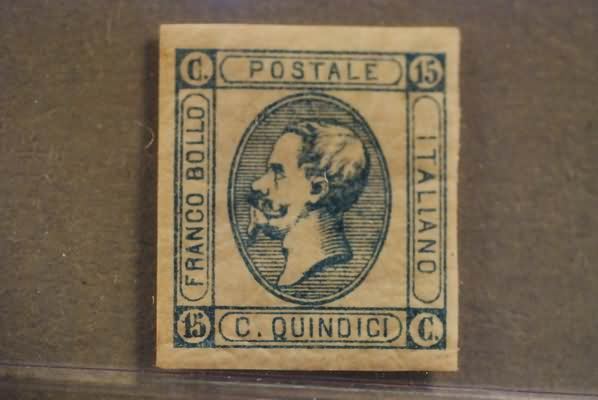 C. POSTALE 15
FRANCO BOLLO
ITALIANO
15 C. QUINDICI C.